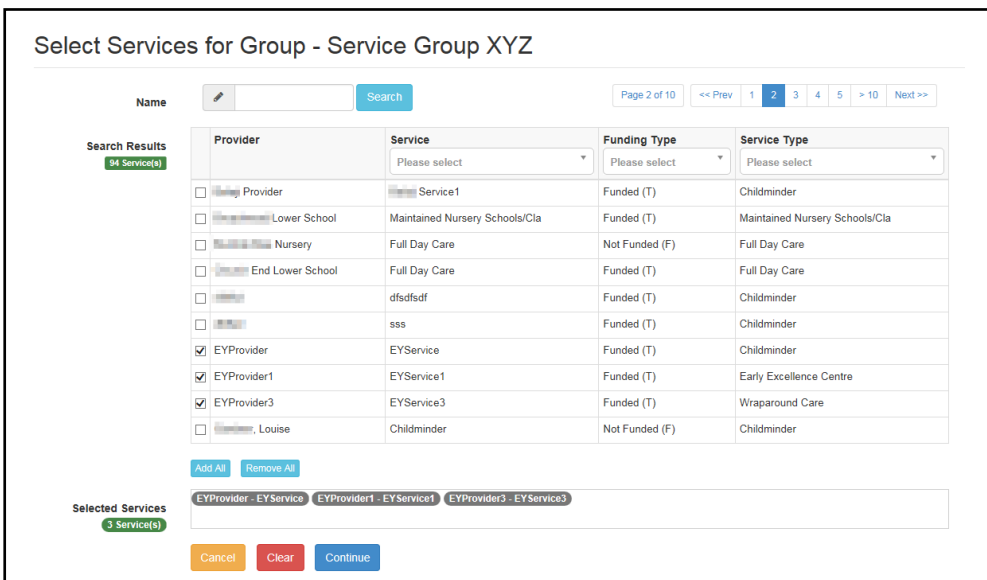 Select Services for Group - Service Group XYZ
Name Search Page 2 of 10 << Prev 1 2 3 4 5 > 10 Next >>
Search Results
94 Service(s)
Provider Service Funding Type Service Type
Please select Please select Please select
Provider Service1 Funded (T) Childminder
Lower School Maintained Nursery Schools/Cla Funded (T) Maintained Nursery Schools/Cla
Nursery Full Day Care Not Funded (F) Full Day Care
End Lower School Full Day Care Funded (T) Full Day Care
dfsdfsdf Funded (T) Childminder
sss Funded (T) Childminder
EYProvider EYService Funded (T) Childminder
EYProvider1 EYService1 Funded (T) Early Excellence Centre
EYProvider3 EYService3 Funded (T) Wraparound Care
, Louise Childminder Not Funded (F) Childminder
Add All Remove All
Selected Services
3 Service(s)
EYProvider - EYService EYProvider1 - EYService1 EYProvider3 - EYService3
Cancel Clear Continue